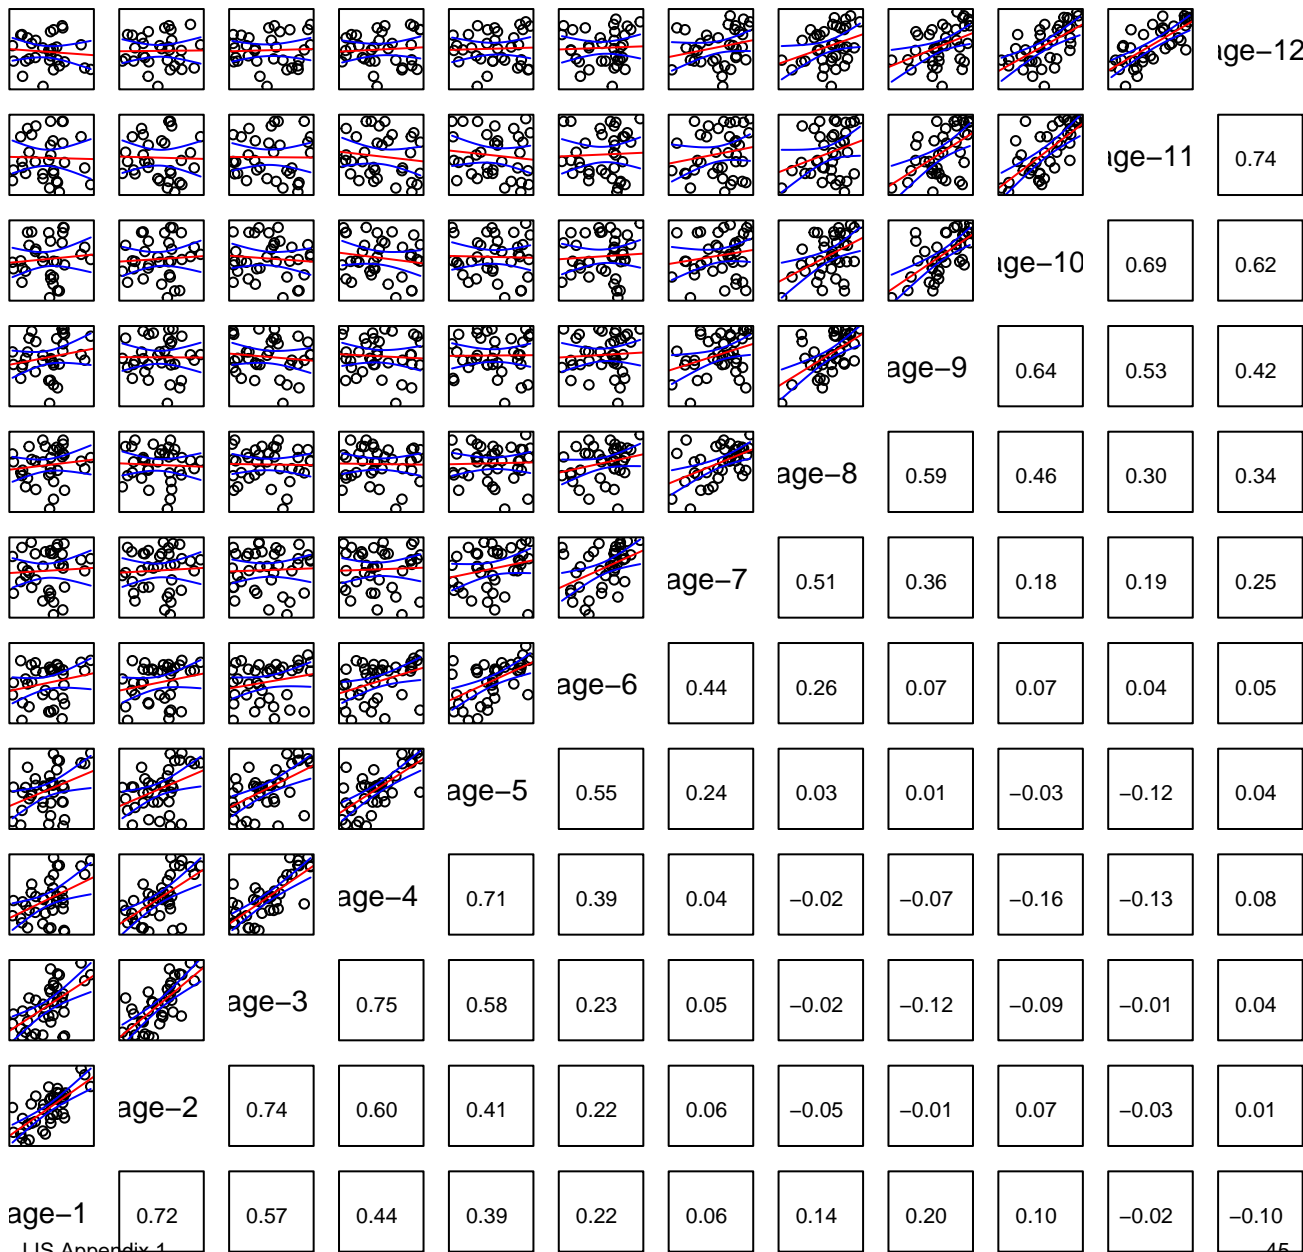 age−12
age−11 0.74
age−10 0.69 0.62
age−9 0.64 0.53 0.42
age−8 0.59 0.46 0.30 0.34
age−7 0.51 0.36 0.18 0.19 0.25
age−6 0.44 0.26 0.07 0.07 0.04 0.05
age−5 0.55 0.24 0.03 0.01 −0.03 −0.12 0.04
age−4 0.71 0.39 0.04 −0.02 −0.07 −0.16 −0.13 0.08
age−3 0.75 0.58 0.23 0.05 −0.02 −0.12 −0.09 −0.01 0.04
age−2 0.74 0.60 0.41 0.22 0.06 −0.05 −0.01 0.07 −0.03 0.01
age−1 0.72 0.57 0.44 0.39 0.22 0.06 0.14 0.20 0.10 −0.02 −0.10
LIS Appendix 1 45